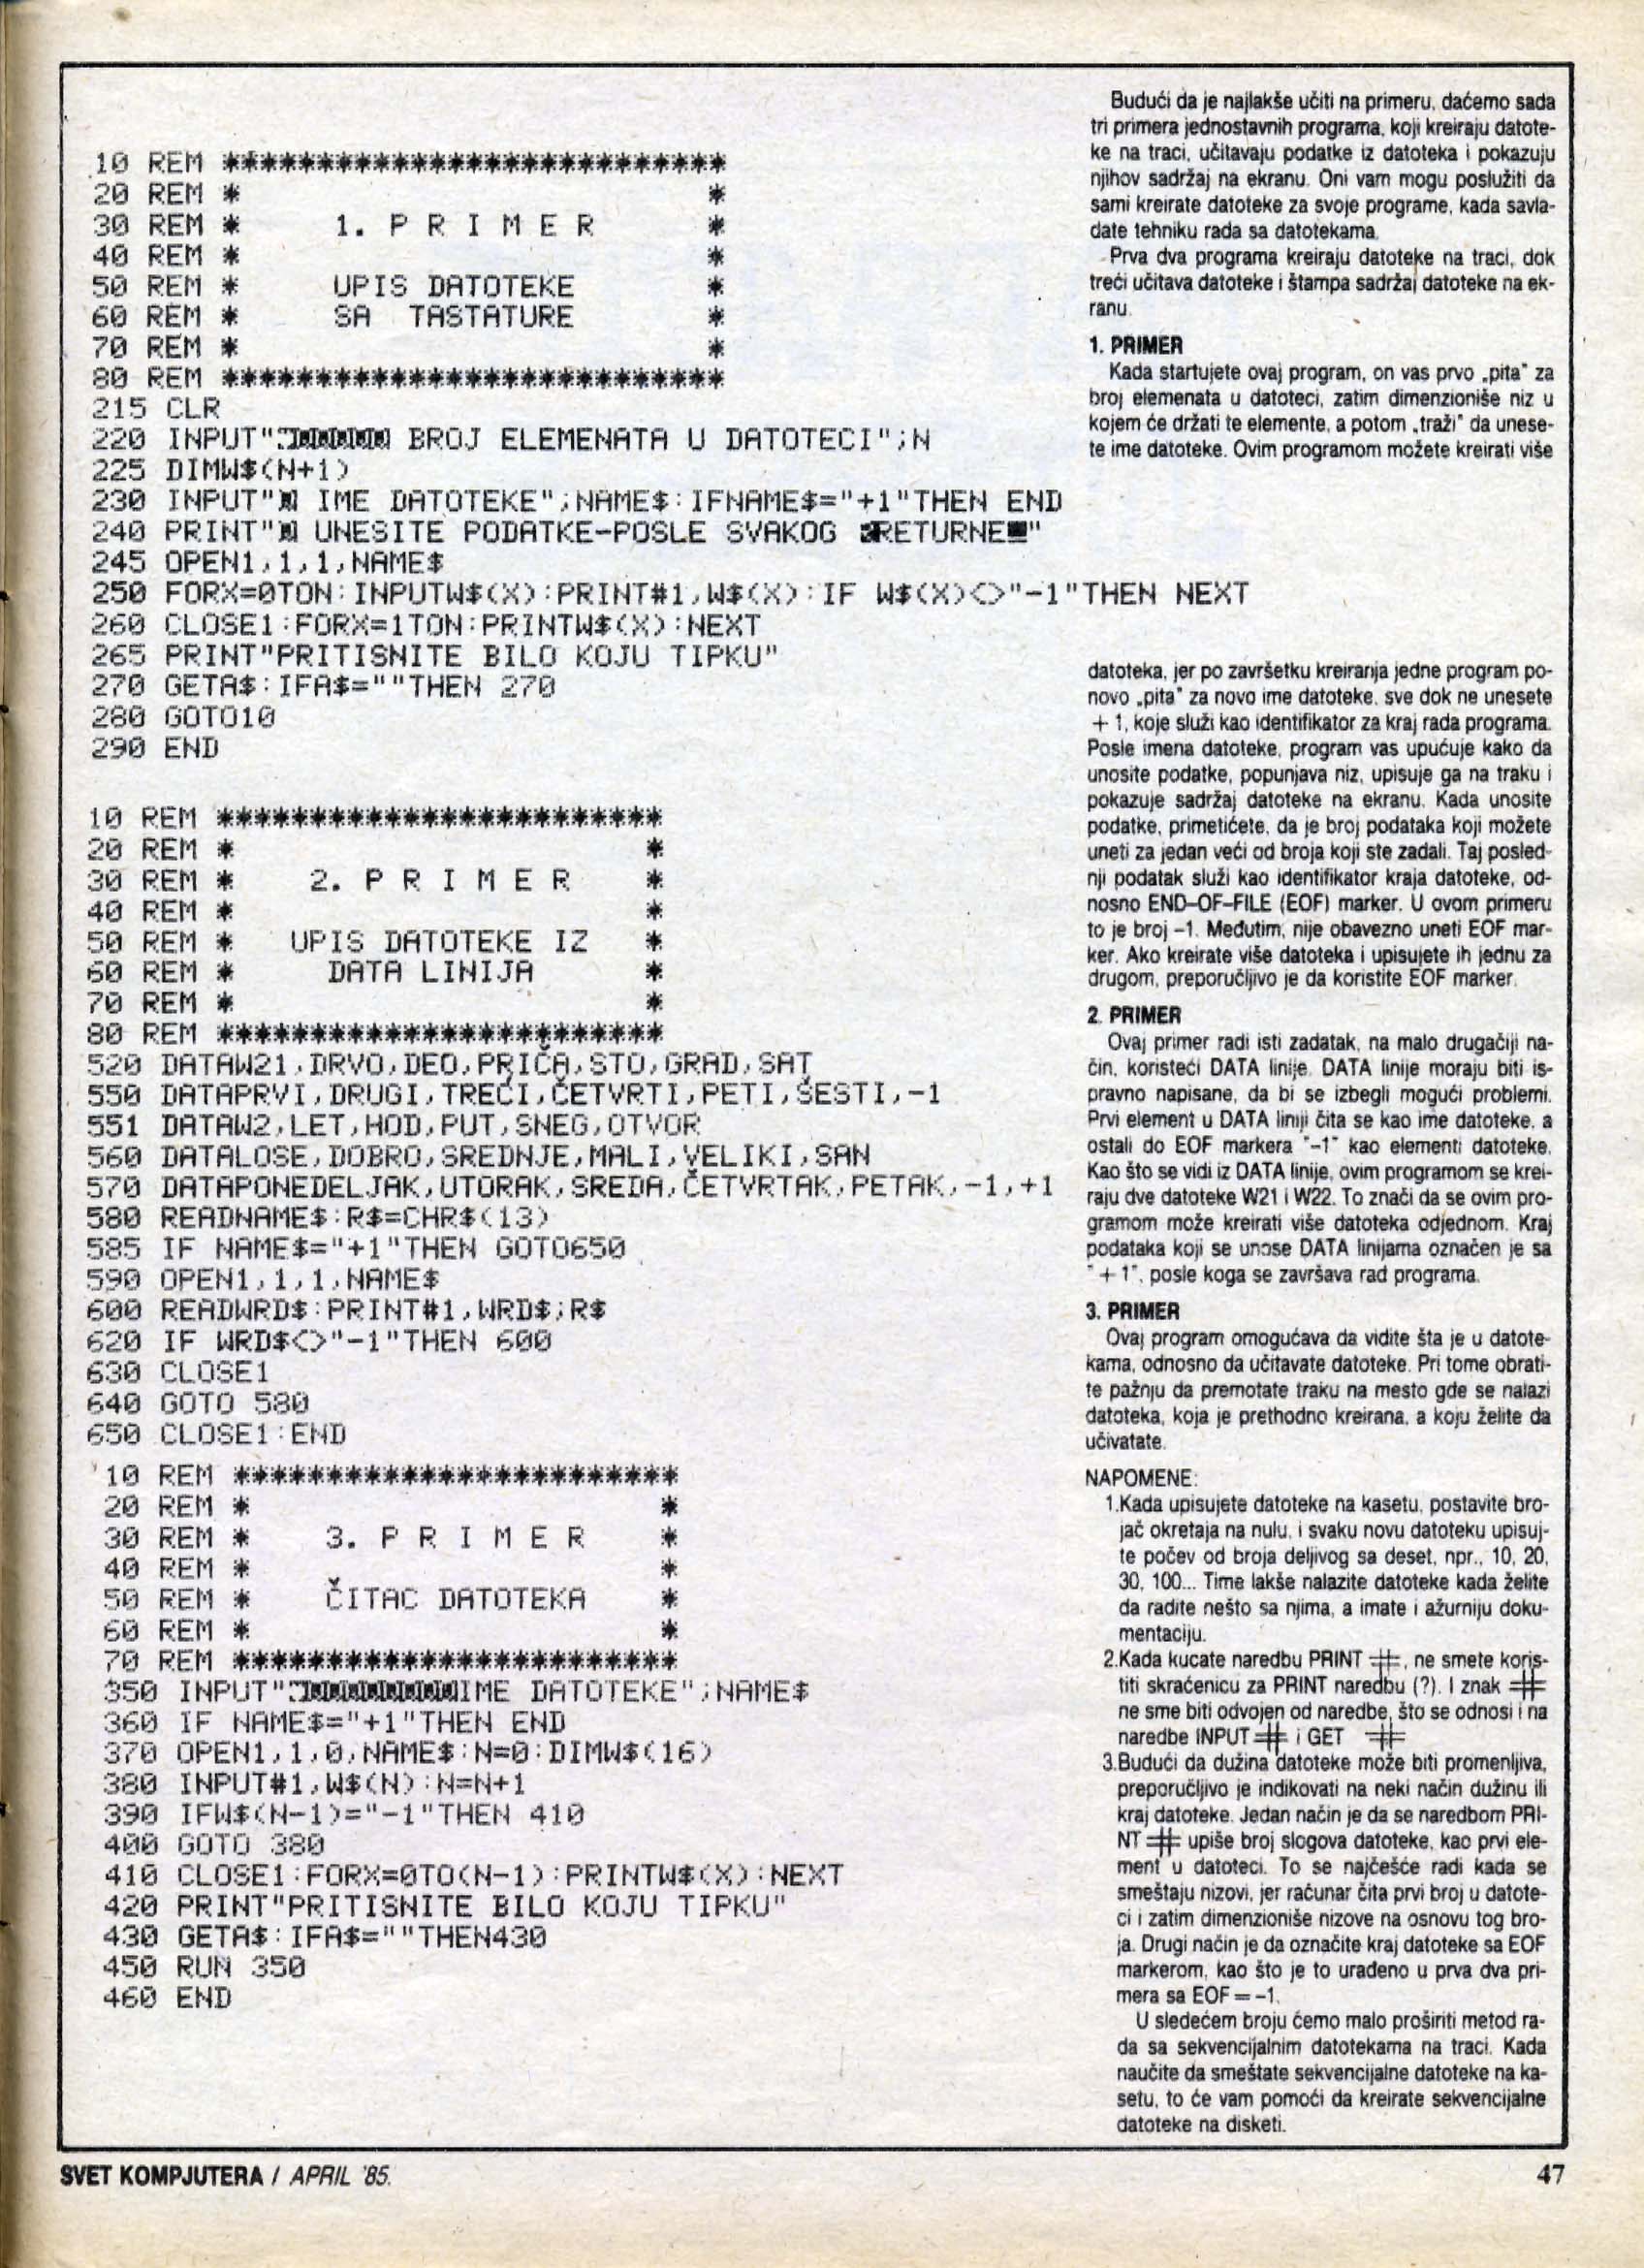 10 REM ***************************
20 REM *                         *
30 REM *     1. P R I M E R      *
40 REM *                         *
50 REM *     UPIS DATOTEKE       *
60 REM *     SA  TASTATURE       *
70 REM *                         *
80 REM ***************************
215 CLR
220 INPUT" BROJ ELEMENATA U DATOTECI";N
225 DIMW$(N+1)
230 INPUT" IME DATOTEKE";NAME$:IFNAME$="+1"THEN END
240 PRINT" UNESITE PODATKE-POSLE SVAKOG RETURNE"
245 OPEN1,1,1,NAME$
250 FORX=0TON:INPUTW$(X):PRINT#1,W$(X):IF W$(X)<>"-1"THEN NEXT
260 CLOSE1:FORX=1TON:PRINTW$(X):NEXT
265 PRINT"PRITISNITE BILO KOJU TIPKU"
270 GETA$:IFA$=""THEN 270
280 GOTO10
290 END
10 REM ************************
20 REM *                      *
30 REM *    2. P R I M E R    *
40 REM *                      *
50 REM *   UPIS DATOTEKE IZ   *
60 REM *     DATA LINIJA      *
70 REM *                      *
80 REM ************************
520 DATAW21,DRVO,DEO,PRIČA,STO,GRAD,SAT
550 DATAPRVI,DRUGI,TREĆI,ČETVRTI,PETI,ŠESTI,-1
551 DATAW2,LET,HOD,PUT,SNEG,OTVOR
560 DATALOSE,DOBRO,SREDNJE,MALI,VELIKI,SAN
570 DATAPONEDELJAK,UTORAK,SREDA,ČETVRTAK,PETAK,-1,+1
580 READNAME$:R$=CHR$(13)
585 IF NAME$="+1"THEN GOTO650
590 OPEN1,1,1,NAME$
600 READWRD$:PRINT#1,WRD$;R$
620 IF WRD$<>"-1"THEN 600
630 CLOSE1
640 GOTO 580
650 CLOSE1:END
10 REM ************************
20 REM *                      *
30 REM *    3. P R I M E R    *
40 REM *                      *
50 REM *    ČITAC DATOTEKA    *
60 REM *                      *
70 REM ************************
350 INPUT"IME DATOTEKE";NAME$
360 IF NAME$="+1"THEN END
370 OPEN1,1,0,NAME$:N=0:DIMW$(16)
380 INPUT#1,W$(N):N=N+1
390 IFW$(N-1)="-1"THEN 410
400 GOTO 380
410 CLOSE1:FORX=0TO(N-1):PRINTW$(X):NEXT
420 PRINT"PRITISNITE BILO KOJU TIPKU"
430 GETA$:IFA$=""THEN430
450 RUN 350
460 END
Budući da je najlakše učiti na primeru, daćemo sada
tri primera jednostavnih programa, koji kreiraju datote-
ke na traci, učitavaju podatke iz datoteka i pokazuju
njihov sadržaj na ekranu. Oni vam mogu poslužiti da
sami kreirate datoteke za svoje programe, kada savla-
date tehniku rada sa datotekama.
Prva dva programa kreiraju datoteke na traci, dok
treći učitava datoteke i štampa sadržaj datoteke na ek-
ranu.
1. PRIMER
Kada startujete ovaj program, on vas prvo „pita" za
broj elemenata u datoteci, zatim dimenzioniše niz u
kojem će držati te elemente, a potom „traži" da unese-
te ime datoteke. Ovim programom možete kreirati više
datoteka, jer po završetku kreiranja jedne program po-
novo „pita" za novo ime datoteke, sve dok ne unesete
+ 1, koje služi kao identifikator za kraj rada programa.
Posle imena datoteke, program vas upućuje kako da
unosite podatke, popunjava niz, upisuje ga na traku i
pokazuje sadržaj datoteke na ekranu. Kada unosite
podatke, primetićete, da je broj podataka koji možete
uneti za jedan veći od broja koji ste zadali. Taj posled-
nji podatak služi kao identifikator kraja datoteke, od-
nosno END–OF–FILE (EOF) marker. U ovom primeru
to je broj –1. Međutim, nije obavezno uneti EOF mar-
ker. Ako kreirate više datoteka i upisujete ih jednu za
drugom, preporučljivo je da koristite EOF marker.
2. PRIMER
Ovaj primer radi isti zadatak, na malo drugačiji na-
čin, koristeći DATA linije. DATA linije moraju biti is-
pravno napisane, da bi se izbegli mogući problemi.
Prvi element u DATA liniji čita se kao ime datoteke, a
ostali do EOF markera "–1" kao elementi datoteke.
Kao što se vidi iz DATA linije, ovim programom se krei-
raju dve datoteke W21 i W22. To znači da se ovim pro-
gramom može kreirati više datoteka odjednom. Kraj
podataka koji se unose DATA linijama označen je sa
" + 1", posle koga se završava rad programa.
3. PRIMER
Ovaj program omogućava da vidite šta je u datote-
kama, odnosno da učitavate datoteke. Pri tome obrati-
te pažnju da premotate traku na mesto gde se nalazi
datoteka, koja je prethodno kreirana, a koju želite da
učivatate.
NAPOMENE:
1.Kada upisujete datoteke na kasetu, postavite bro-
jač okretaja na nulu, i svaku novu datoteku upisuj-
te počev od broja deljivog sa deset, npr., 10, 20,
30, 100... Time lakše nalazite datoteke kada želite
da radite nešto sa njima, a imate i ažurniju doku-
mentaciju.
2.Kada kucate naredbu PRINT #, ne smete koris-
titi skraćenicu za PRINT naredbu (?). I znak #
ne sme biti odvojen od naredbe, što se odnosi i na
naredbe INPUT # i GET #
3.Budući da dužina datoteke može biti promenljiva,
preporučljivo je indikovati na neki način dužinu ili
kraj datoteke. Jedan način je da se naredbom PRI-
NT # upiše broj slogova datoteke, kao prvi ele-
ment u datoteci. To se najčešće radi kada se
smeštaju nizovi, jer računar čita prvi broj u datote-
ci i zatim dimenzioniše nizove na osnovu tog bro-
ja. Drugi način je da označite kraj datoteke sa EOF
markerom, kao što je to urađeno u prva dva pri-
mera sa EOF = –1.
U sledećem broju ćemo malo proširiti metod ra-
da sa sekvencijalnim datotekama na traci. Kada
naučite da smeštate sekvencijalne datoteke na ka-
setu, to će vam pomoći da kreirate sekvencijalne
datoteke na disketi.
SVET KOMPJUTERA / APRIL '85.
47